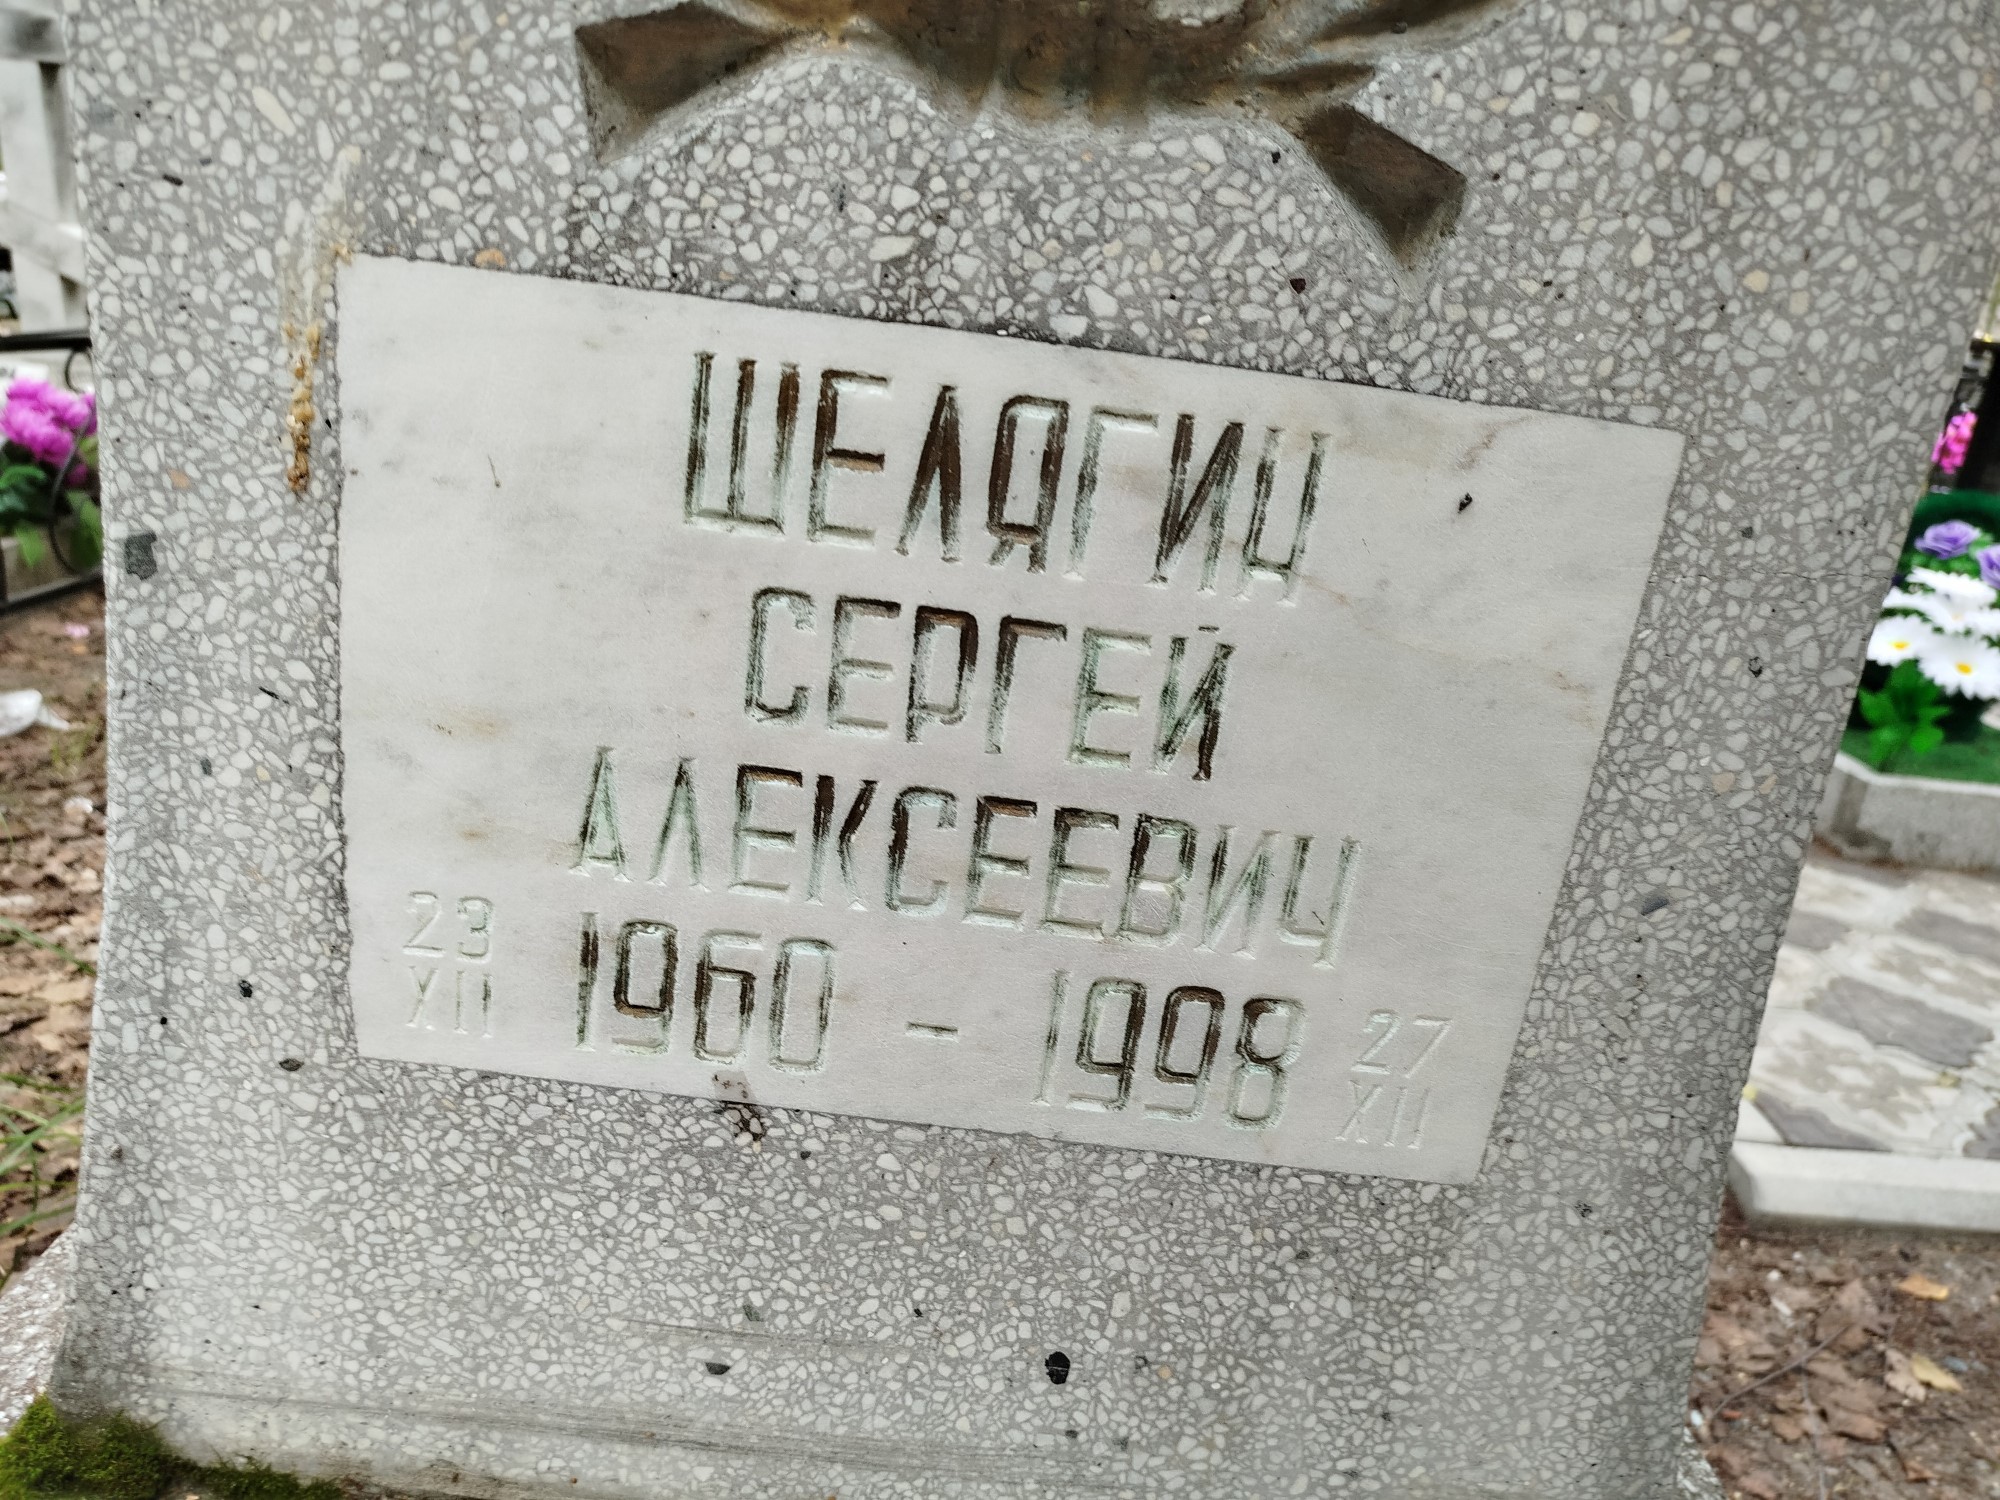 ШЕЛЯГИН
СЕРГЕЙ
АЛЕКСЕЕВИЧ
23 XII 1960 - 1998 27 XII